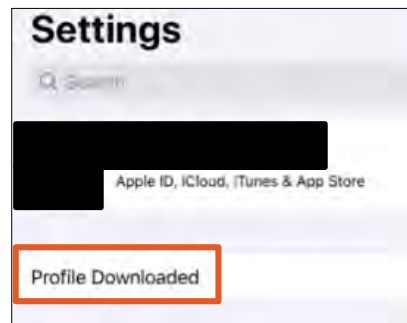 Settings
Search
Apple ID, iCloud, iTunes & App Store
Profile Downloaded